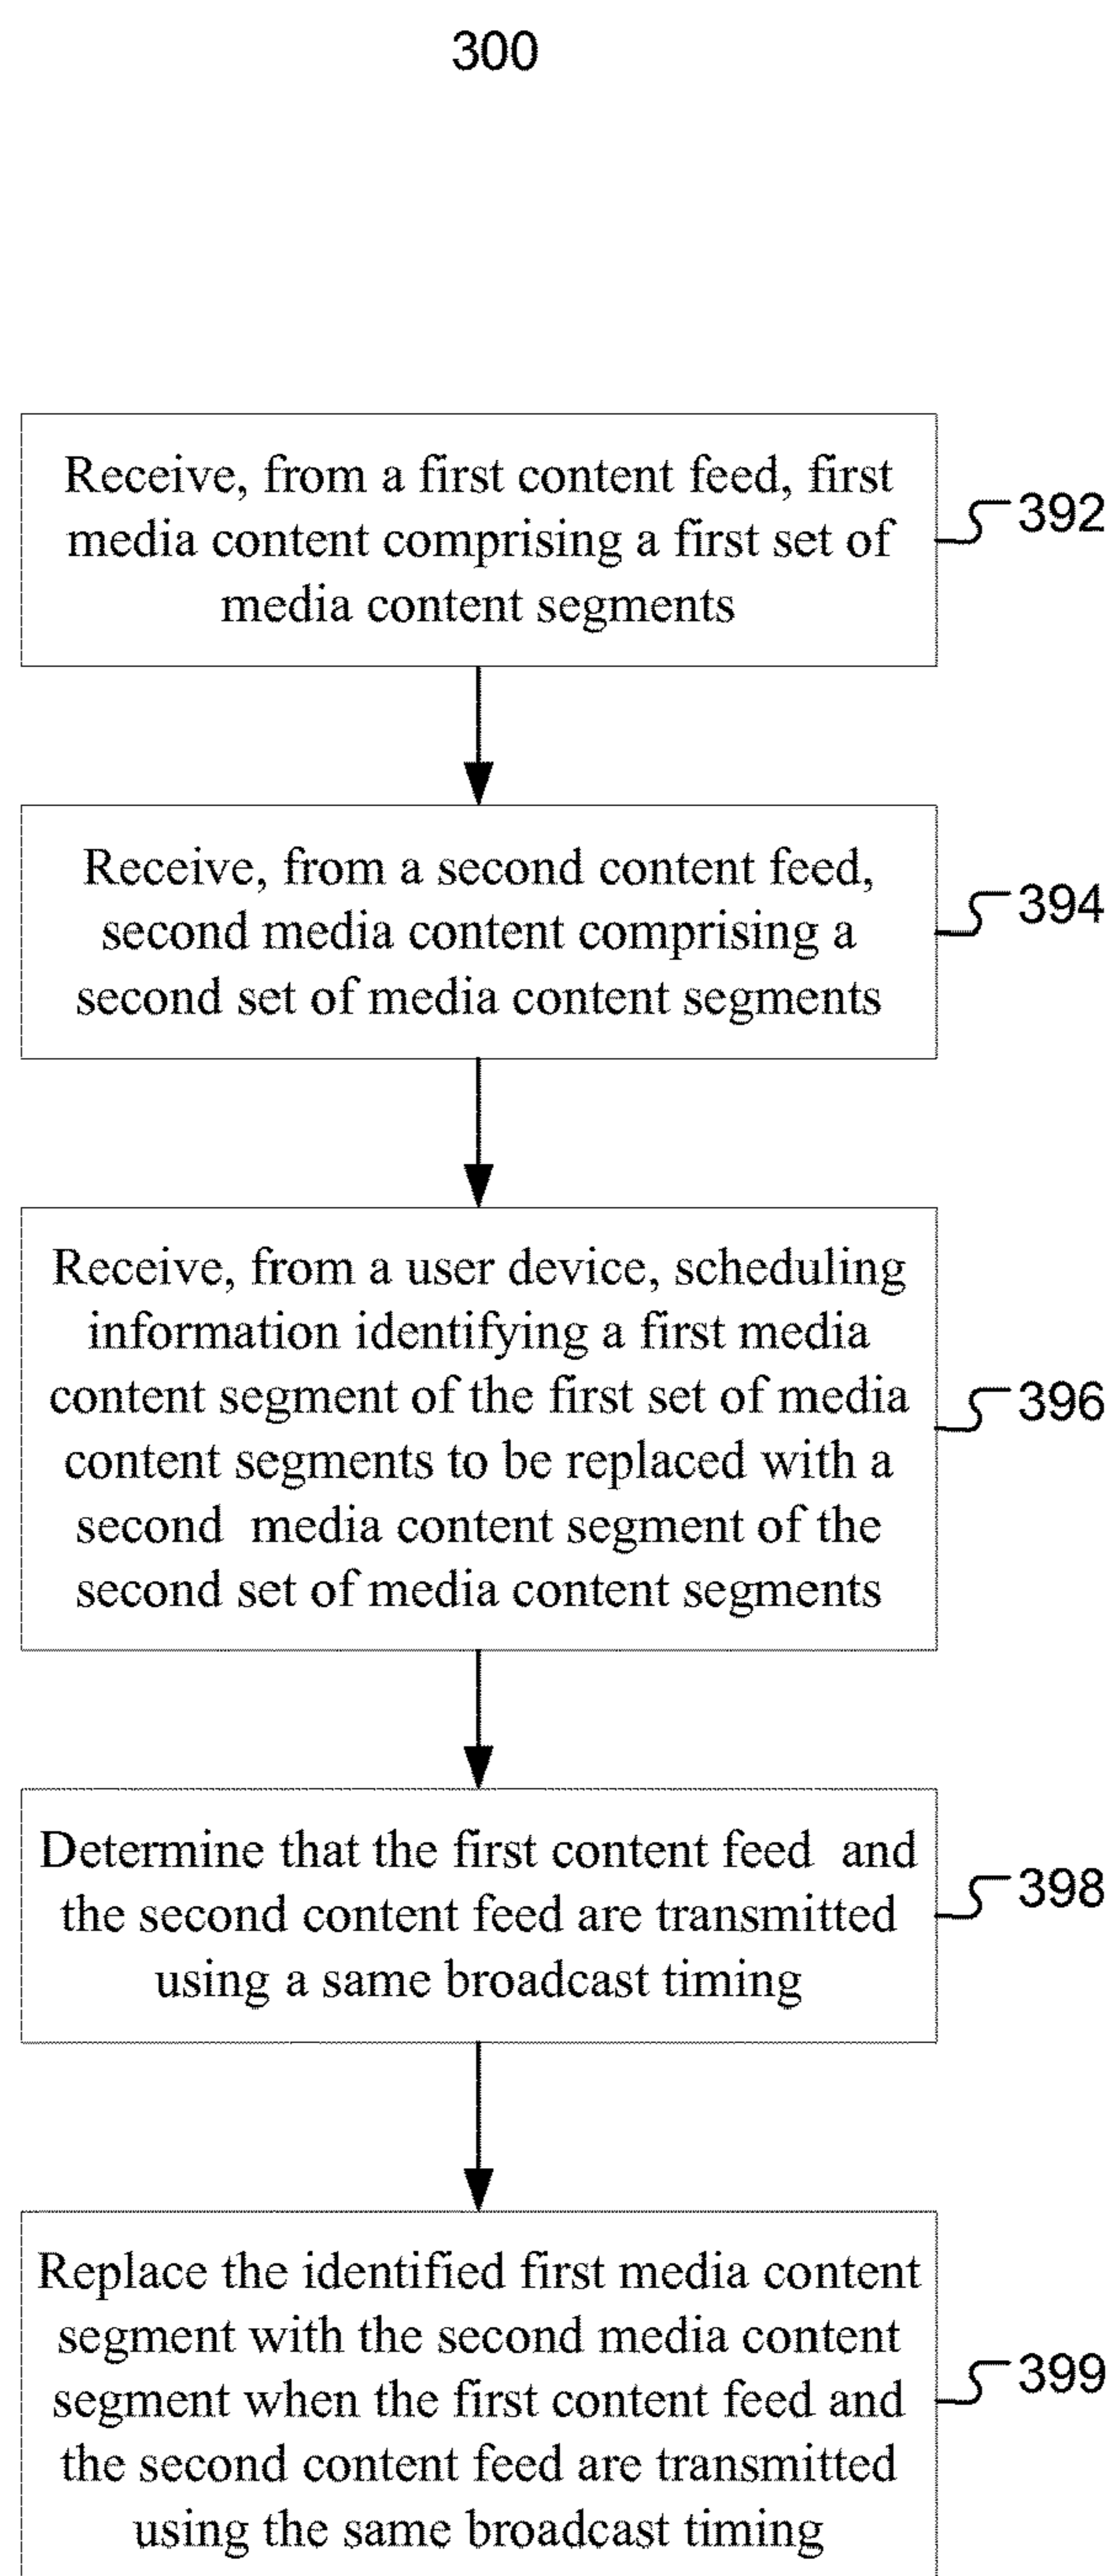 300
Receive, from a first content feed, first
media content comprising a first set of
media content segments
392
Receive, from a second content feed,
second media content comprising a
second set of media content segments
394
Receive, from a user device, scheduling
information identifying a first media
content segment of the first set of media
content segments to be replaced with a
second media content segment of the
second set of media content segments
396
Determine that the first content feed and
the second content feed are transmitted
using a same broadcast timing
398
Replace the identified first media content
segment with the second media content
segment when the first content feed and
the second content feed are transmitted
using the same broadcast timing
399